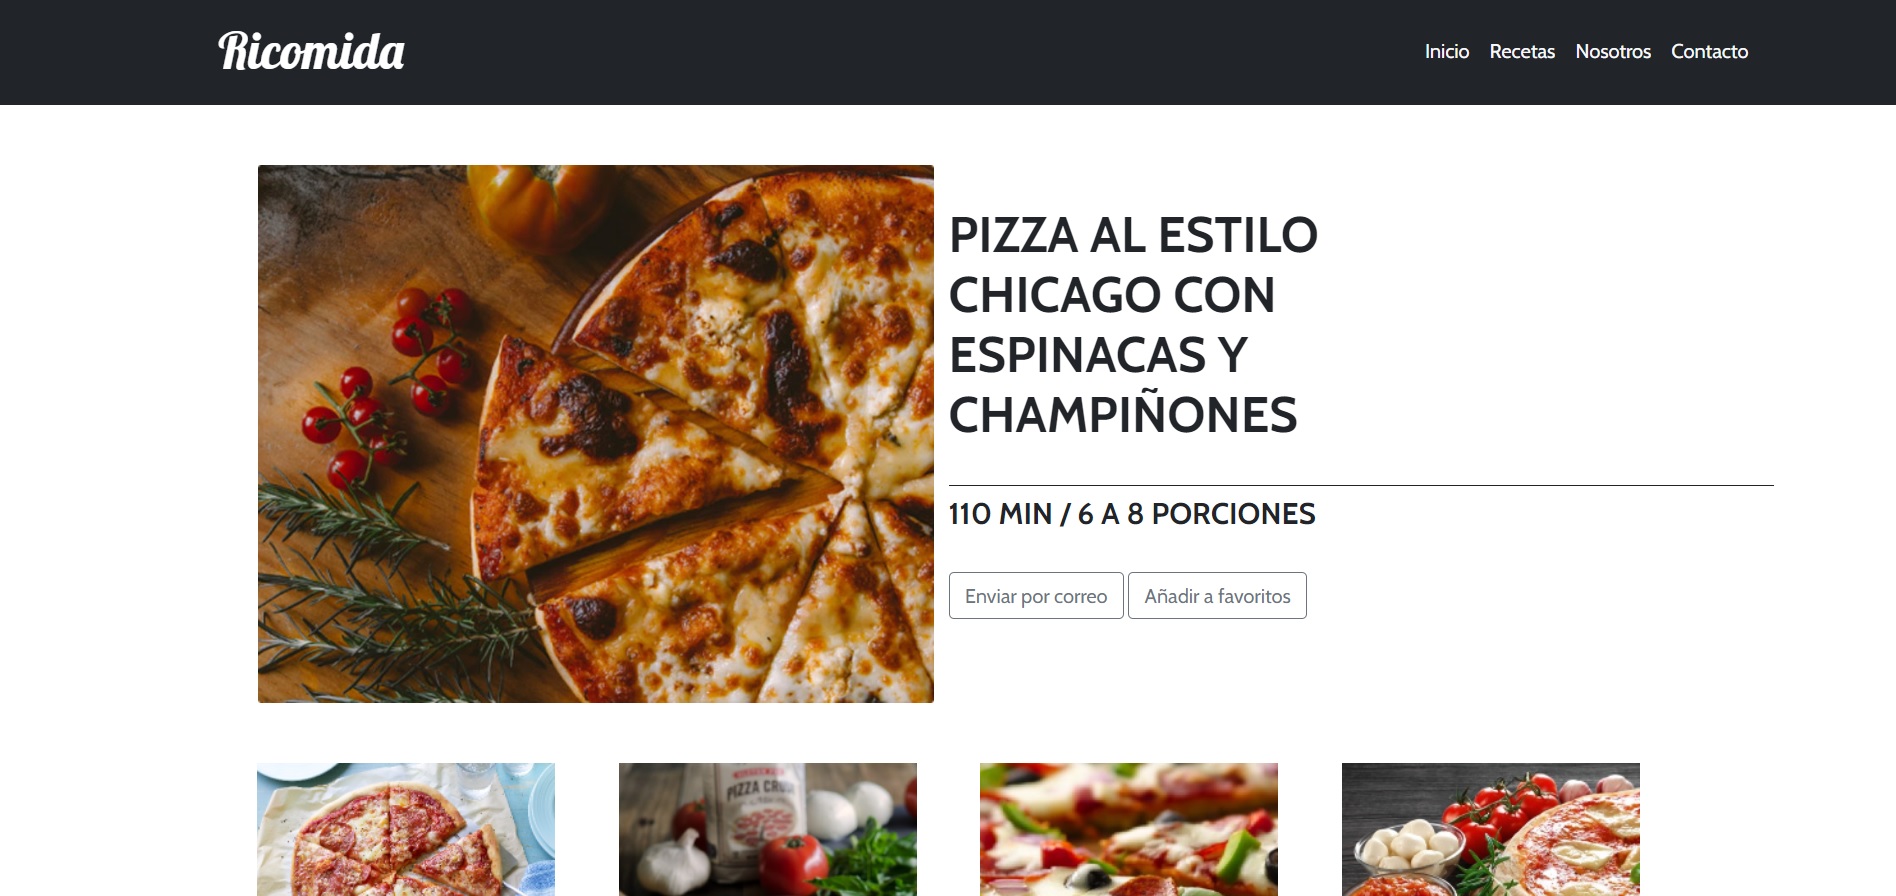 Ricomida
Inicio Recetas Nosotros Contacto
PIZZA AL ESTILO
CHICAGO CON
ESPINACAS Y
CHAMPIÑONES
110 MIN / 6 A 8 PORCIONES
Enviar por correo Añadir a favoritos
PIZZA